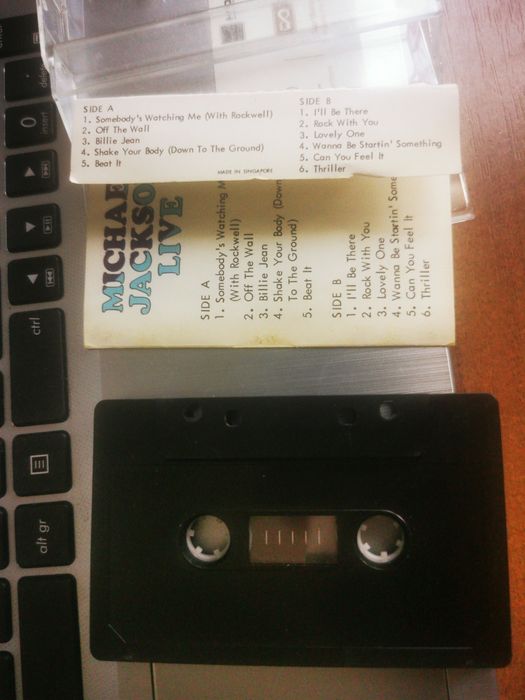 SIDE A
1. Somebody's Watching Me (With Rockwell)
2. Off The Wall
3. Billie Jean
4. Shake Your Body (Down To The Ground)
5. Beat It
SIDE B
1. I'll Be There
2. Rock With You
3. Lovely One
4. Wanna Be Startin' Something
5. Can You Feel It
6. Thriller
MADE IN SINGAPORE
MICHAEL
JACKSO
LIVE
SIDE A
1. Somebody's Watching M
(With Rockwell)
2. Off The Wall
3. Billie Jean
4. Shake Your Body (Down
To The Ground)
5. Beat It
SIDE B
1. I'll Be There
2. Rock With You
3. Lovely One
4. Wanna Be Startin' Some
5. Can You Feel It
6. Thriller
enter
0
insert
ctrl
alt gr